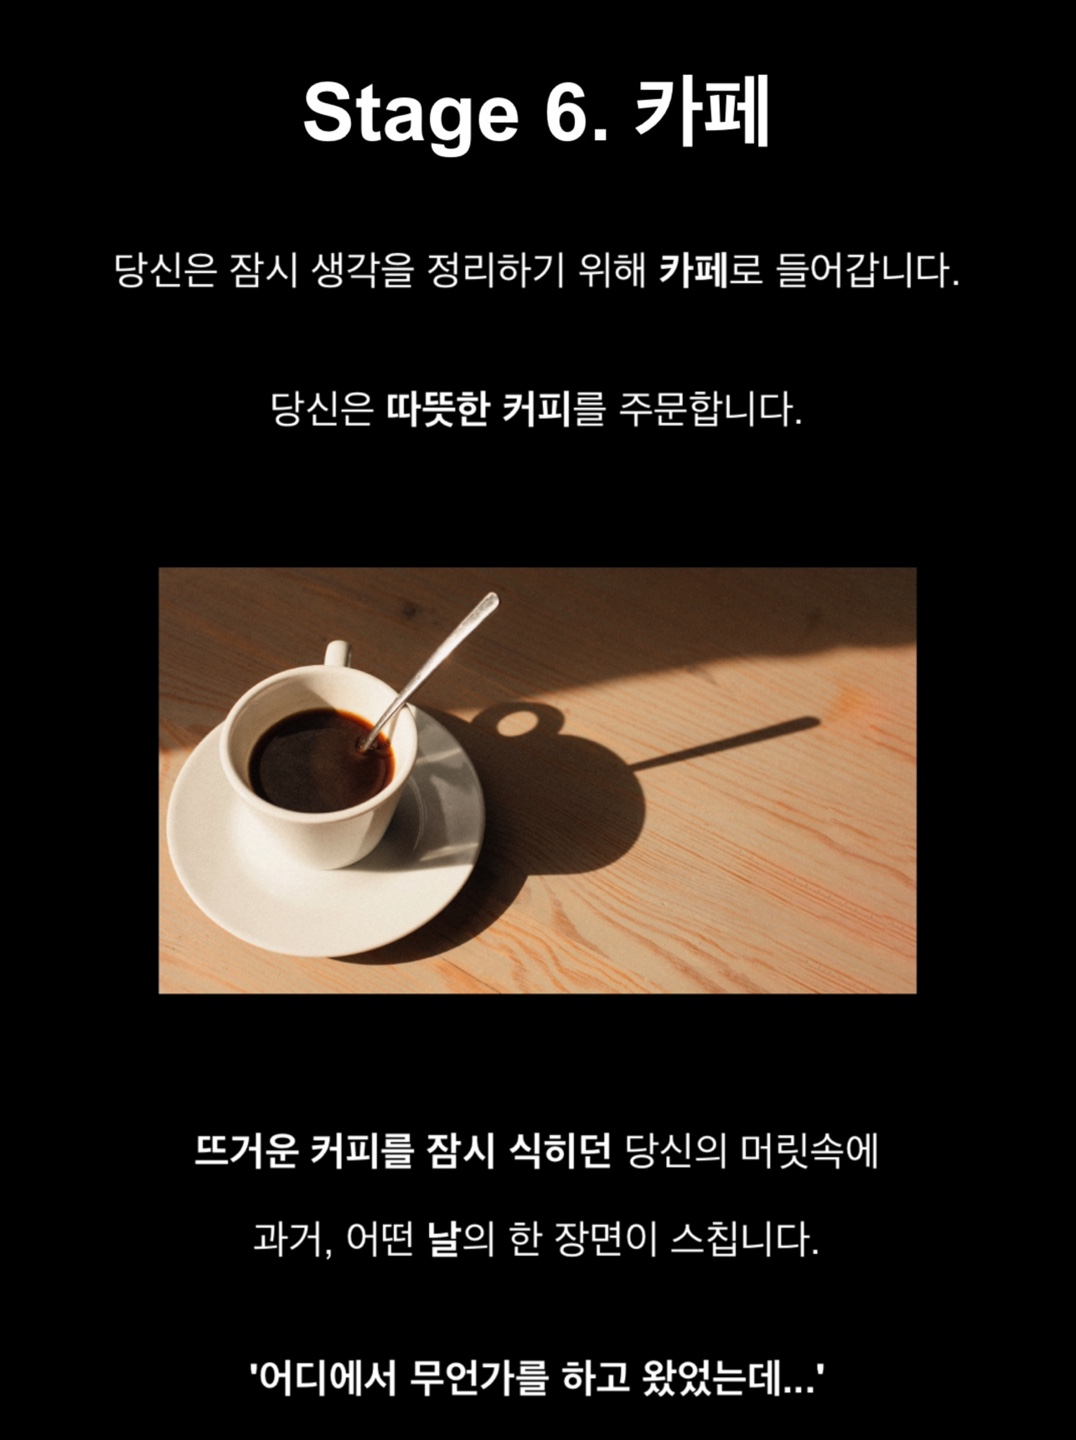 Stage 6. 카페
당신은 잠시 생각을 정리하기 위해 카페로 들어갑니다.
당신은 따뜻한 커피를 주문합니다.
뜨거운 커피를 잠시 식히던 당신의 머릿속에
과거, 어떤 날의 한 장면이 스칩니다.
'어디에서 무언가를 하고 왔었는데...'